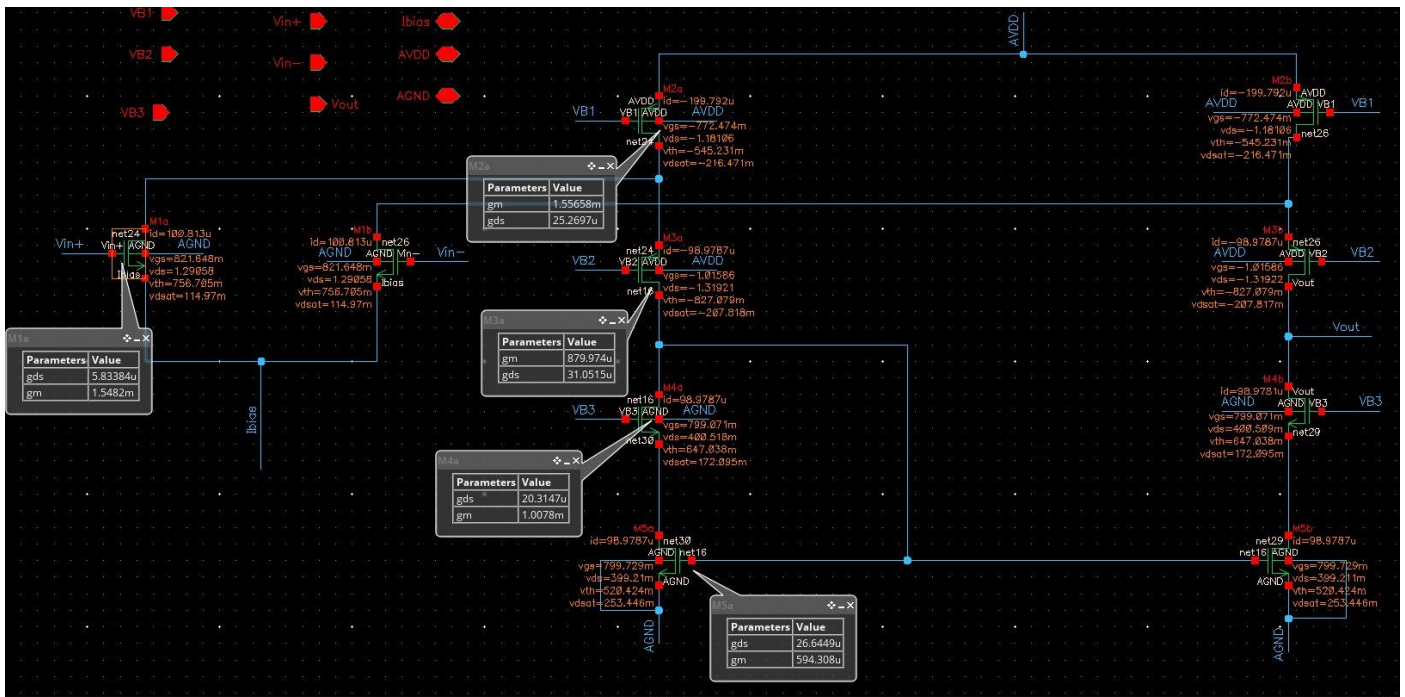 VB1
VB2
VB3
Vin+
Vin-
Vout
Ibias
AVDD
AGND
AVDD
M2a
id=-199.792u
AVDD
VB1
VB1
AVDD
AVDD
vgs=-772.474m
vds=-1.18106
vth=-545.231m
vdsat=-216.471m
net24
M2b
id=-199.792u
AVDD
AVDD
AVDD
VB1
VB1
vgs=-772.474m
vds=-1.18106
vth=-545.231m
vdsat=-216.471m
net26
M2a
Parameters Value
gm 1.55658m
gds 25.2697u
M1a
id=100.813u
net24
Vin+
Vin+
AGND
AGND
vgs=821.648m
vds=1.29058
vth=756.705m
vdsat=114.97m
Ibias
M1b
id=100.813u
net26
AGND
AGND
Vin-
Vin-
vgs=821.648m
vds=1.29058
vth=756.705m
vdsat=114.97m
Ibias
M1a
Parameters Value
gds 5.83384u
gm 1.5482m
Ibias
M3a
id=-98.9787u
net24
VB2
VB2
AVDD
AVDD
vgs=-1.01586
vds=-1.31921
vth=-827.079m
vdsat=-207.818m
net16
M3b
id=-98.9787u
net26
AVDD
AVDD
VB2
VB2
vgs=-1.01586
vds=-1.31922
vth=-827.079m
vdsat=-207.817m
Vout
M3a
Parameters Value
gm 879.974u
gds 31.0515u
Vout
M4a
id=98.9787u
net16
VB3
VB3
AGND
AGND
vgs=799.071m
vds=400.518m
vth=647.038m
vdsat=172.095m
net30
M4b
id=98.9781u
Vout
AGND
AGND
VB3
VB3
vgs=799.071m
vds=400.509m
vth=647.038m
vdsat=172.095m
net29
M4a
Parameters Value
gds 20.3147u
gm 1.0078m
M5a
id=98.9787u
net30
AGND
net16
vgs=799.729m
vds=399.21m
vth=520.424m
vdsat=253.446m
AGND
AGND
M5b
id=98.9787u
net29
net16
AGND
vgs=799.729m
vds=399.211m
vth=520.424m
vdsat=253.446m
AGND
AGND
M5a
Parameters Value
gds 26.6449u
gm 594.308u